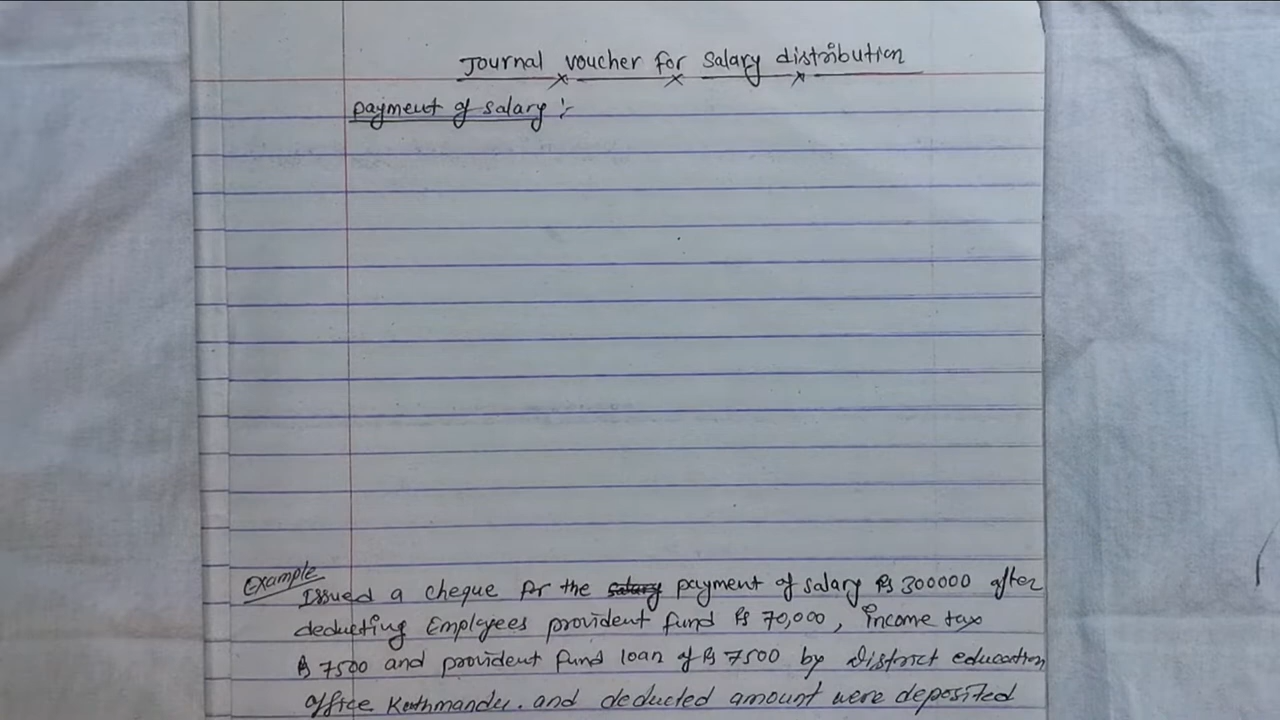 Journal voucher for salary distribution
payment of salary :-
Example
Issued a cheque for the salary payment of salary Rs 300000 after
deducting Employees provident fund Rs 70,000, income tax
Rs 7500 and provident fund loan of Rs 7500 by District education
office Kathmandu. and deducted amount were deposited